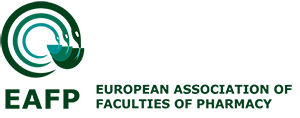 EAFP
EUROPEAN ASSOCIATION OF
FACULTIES OF PHARMACY